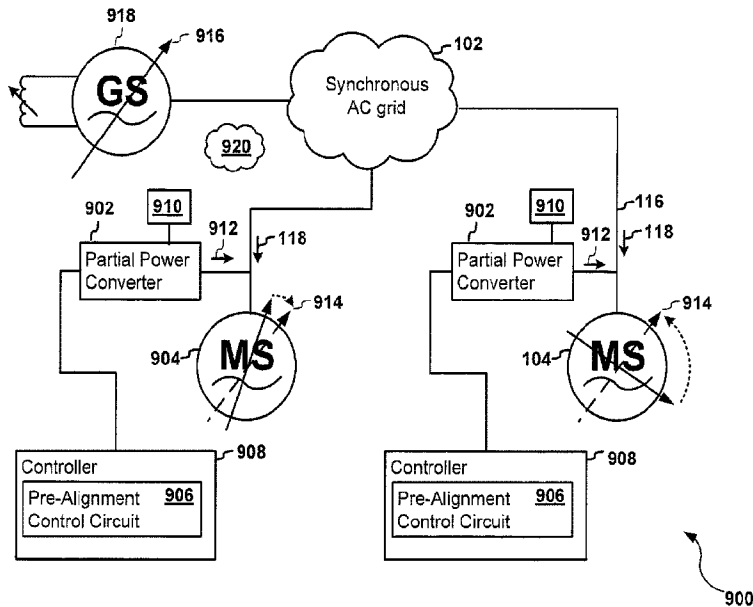 918
916
102
GS
Synchronous
AC grid
920
902
910
912
118
Partial Power
Converter
914
904
MS
908
Controller
Pre-Alignment
Control Circuit
906
902
910
116
912
118
Partial Power
Converter
914
104
MS
908
Controller
Pre-Alignment
Control Circuit
906
900